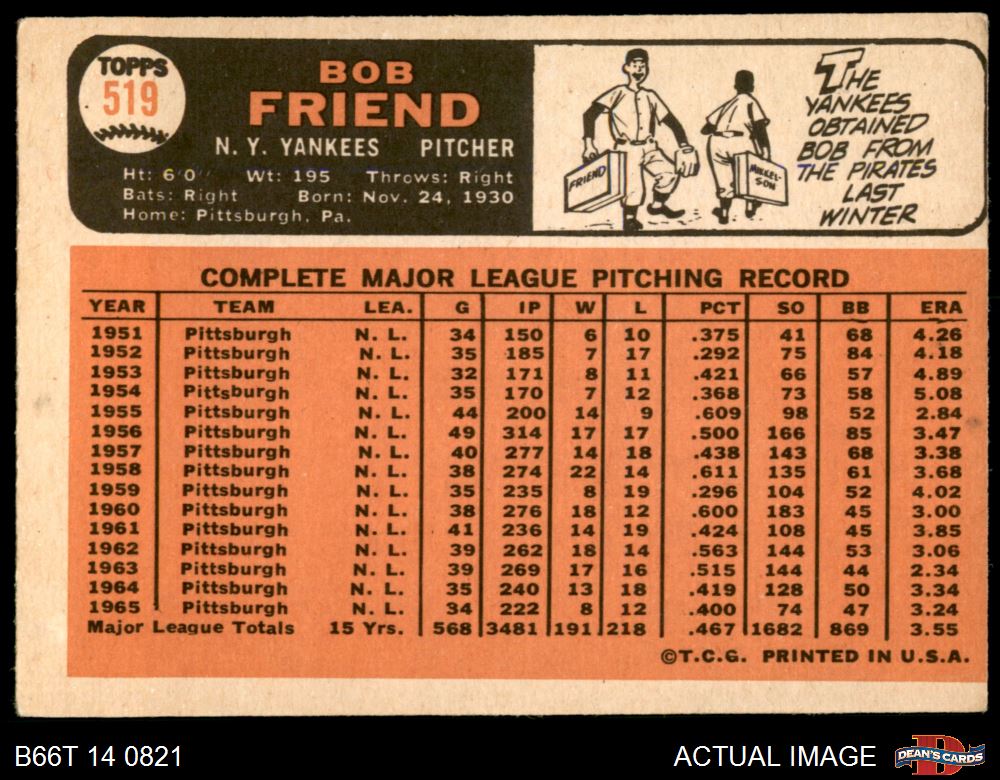 TOPPS
519
BOB
FRIEND
N. Y. YANKEES PITCHER
Ht: 6'0" Wt: 195 Throws: Right
Bats: Right Born: Nov. 24, 1930
Home: Pittsburgh, Pa.
FRIEND
MIKKEL-
SON
THE
YANKEES
OBTAINED
BOB FROM
THE PIRATES
LAST
WINTER
COMPLETE MAJOR LEAGUE PITCHING RECORD
YEAR TEAM LEA. G IP W L PCT SO BB ERA
1951 Pittsburgh N. L. 34 150 6 10 .375 41 68 4.26
1952 Pittsburgh N. L. 35 185 7 17 .292 75 84 4.18
1953 Pittsburgh N. L. 32 171 8 11 .421 66 57 4.89
1954 Pittsburgh N. L. 35 170 7 12 .368 73 58 5.08
1955 Pittsburgh N. L. 44 200 14 9 .609 98 52 2.84
1956 Pittsburgh N. L. 49 314 17 17 .500 166 85 3.47
1957 Pittsburgh N. L. 40 277 14 18 .438 143 68 3.38
1958 Pittsburgh N. L. 38 274 22 14 .611 135 61 3.68
1959 Pittsburgh N. L. 35 235 8 19 .296 104 52 4.02
1960 Pittsburgh N. L. 38 276 18 12 .600 183 45 3.00
1961 Pittsburgh N. L. 41 236 14 19 .424 108 45 3.85
1962 Pittsburgh N. L. 39 262 18 14 .563 144 53 3.06
1963 Pittsburgh N. L. 39 269 17 16 .515 144 44 2.34
1964 Pittsburgh N. L. 35 240 13 18 .419 128 50 3.34
1965 Pittsburgh N. L. 34 222 8 12 .400 74 47 3.24
Major League Totals 15 Yrs. 568 3481 191 218 .467 1682 869 3.55
©T.C.G. PRINTED IN U.S.A.
B66T 14 0821
ACTUAL IMAGE
DEAN'S CARDS